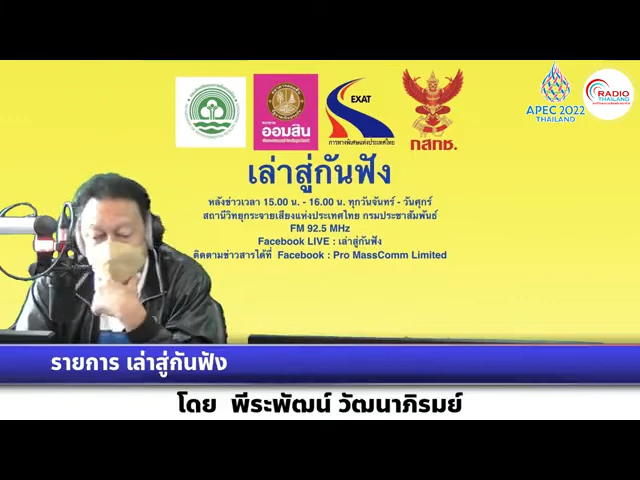 APEC 2022
THAILAND
RADIO
THAILAND
ออมสิน
EXAT
การทางพิเศษแห่งประเทศไทย
กสทช.
เล่าสู่กันฟัง
หลังข่าวเวลา 15.00 น. - 16.00 น. ทุกวันจันทร์ - วันศุกร์
สถานีวิทยุกระจายเสียงแห่งประเทศไทย กรมประชาสัมพันธ์
FM 92.5 MHz
Facebook LIVE : เล่าสู่กันฟัง
ติดตามข่าวสารได้ที่ Facebook : Pro MassComm Limited
รายการ เล่าสู่กันฟัง
โดย พีระพัฒน์ วัฒนาภิรมย์